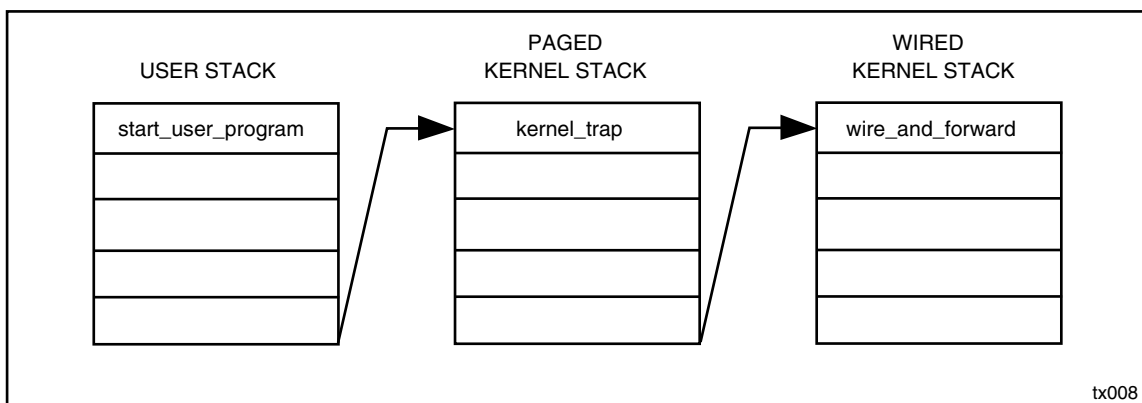 USER STACK
PAGED
KERNEL STACK
WIRED
KERNEL STACK
start_user_program
kernel_trap
wire_and_forward
tx008